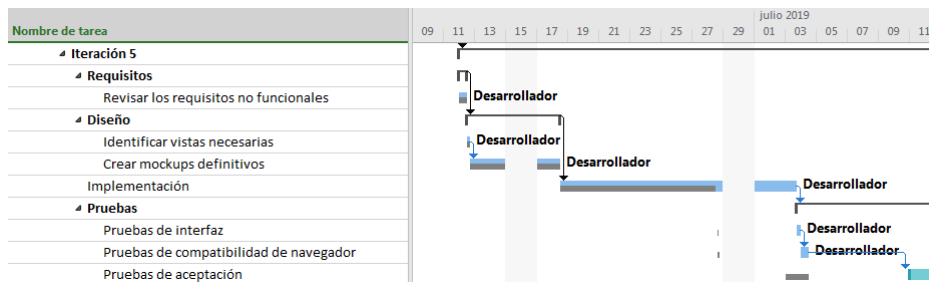 julio 2019
Nombre de tarea 09 11 13 15 17 19 21 23 25 27 29 01 03 05 07 09 11
Iteración 5
Requisitos
Revisar los requisitos no funcionales Desarrollador
Diseño
Identificar vistas necesarias Desarrollador
Crear mockups definitivos Desarrollador
Implementación Desarrollador
Pruebas
Pruebas de interfaz Desarrollador
Pruebas de compatibilidad de navegador Desarrollador
Pruebas de aceptación